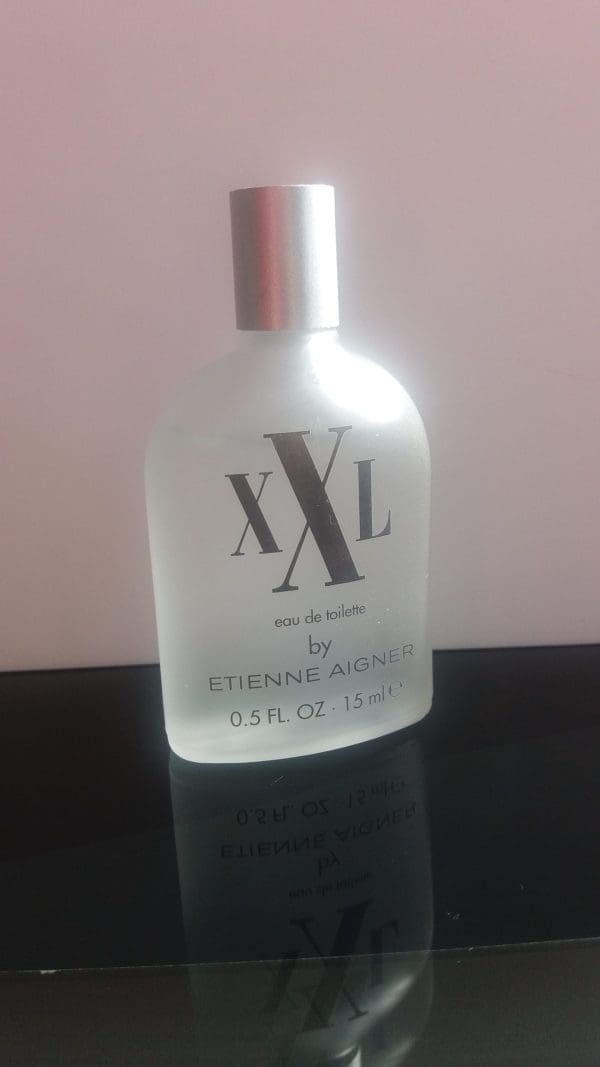 XXL
eau de toilette
by
ETIENNE AIGNER
0.5 FL. OZ · 15 ml ℮